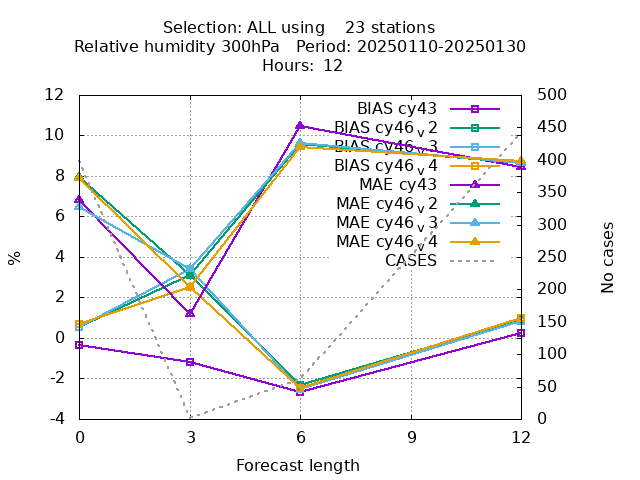 Selection: ALL using    23 stations
Relative humidity 300hPa   Period: 20250110-20250130
Hours:  12
12
10
8
6
4
2
0
-2
-4
%
500
450
400
350
300
250
200
150
100
50
0
No cases
BIAS cy43
BIAS cy46_v2
BIAS cy46_v3
BIAS cy46_v4
MAE cy43
MAE cy46_v2
MAE cy46_v3
MAE cy46_v4
CASES
0 3 6 9 12
Forecast length